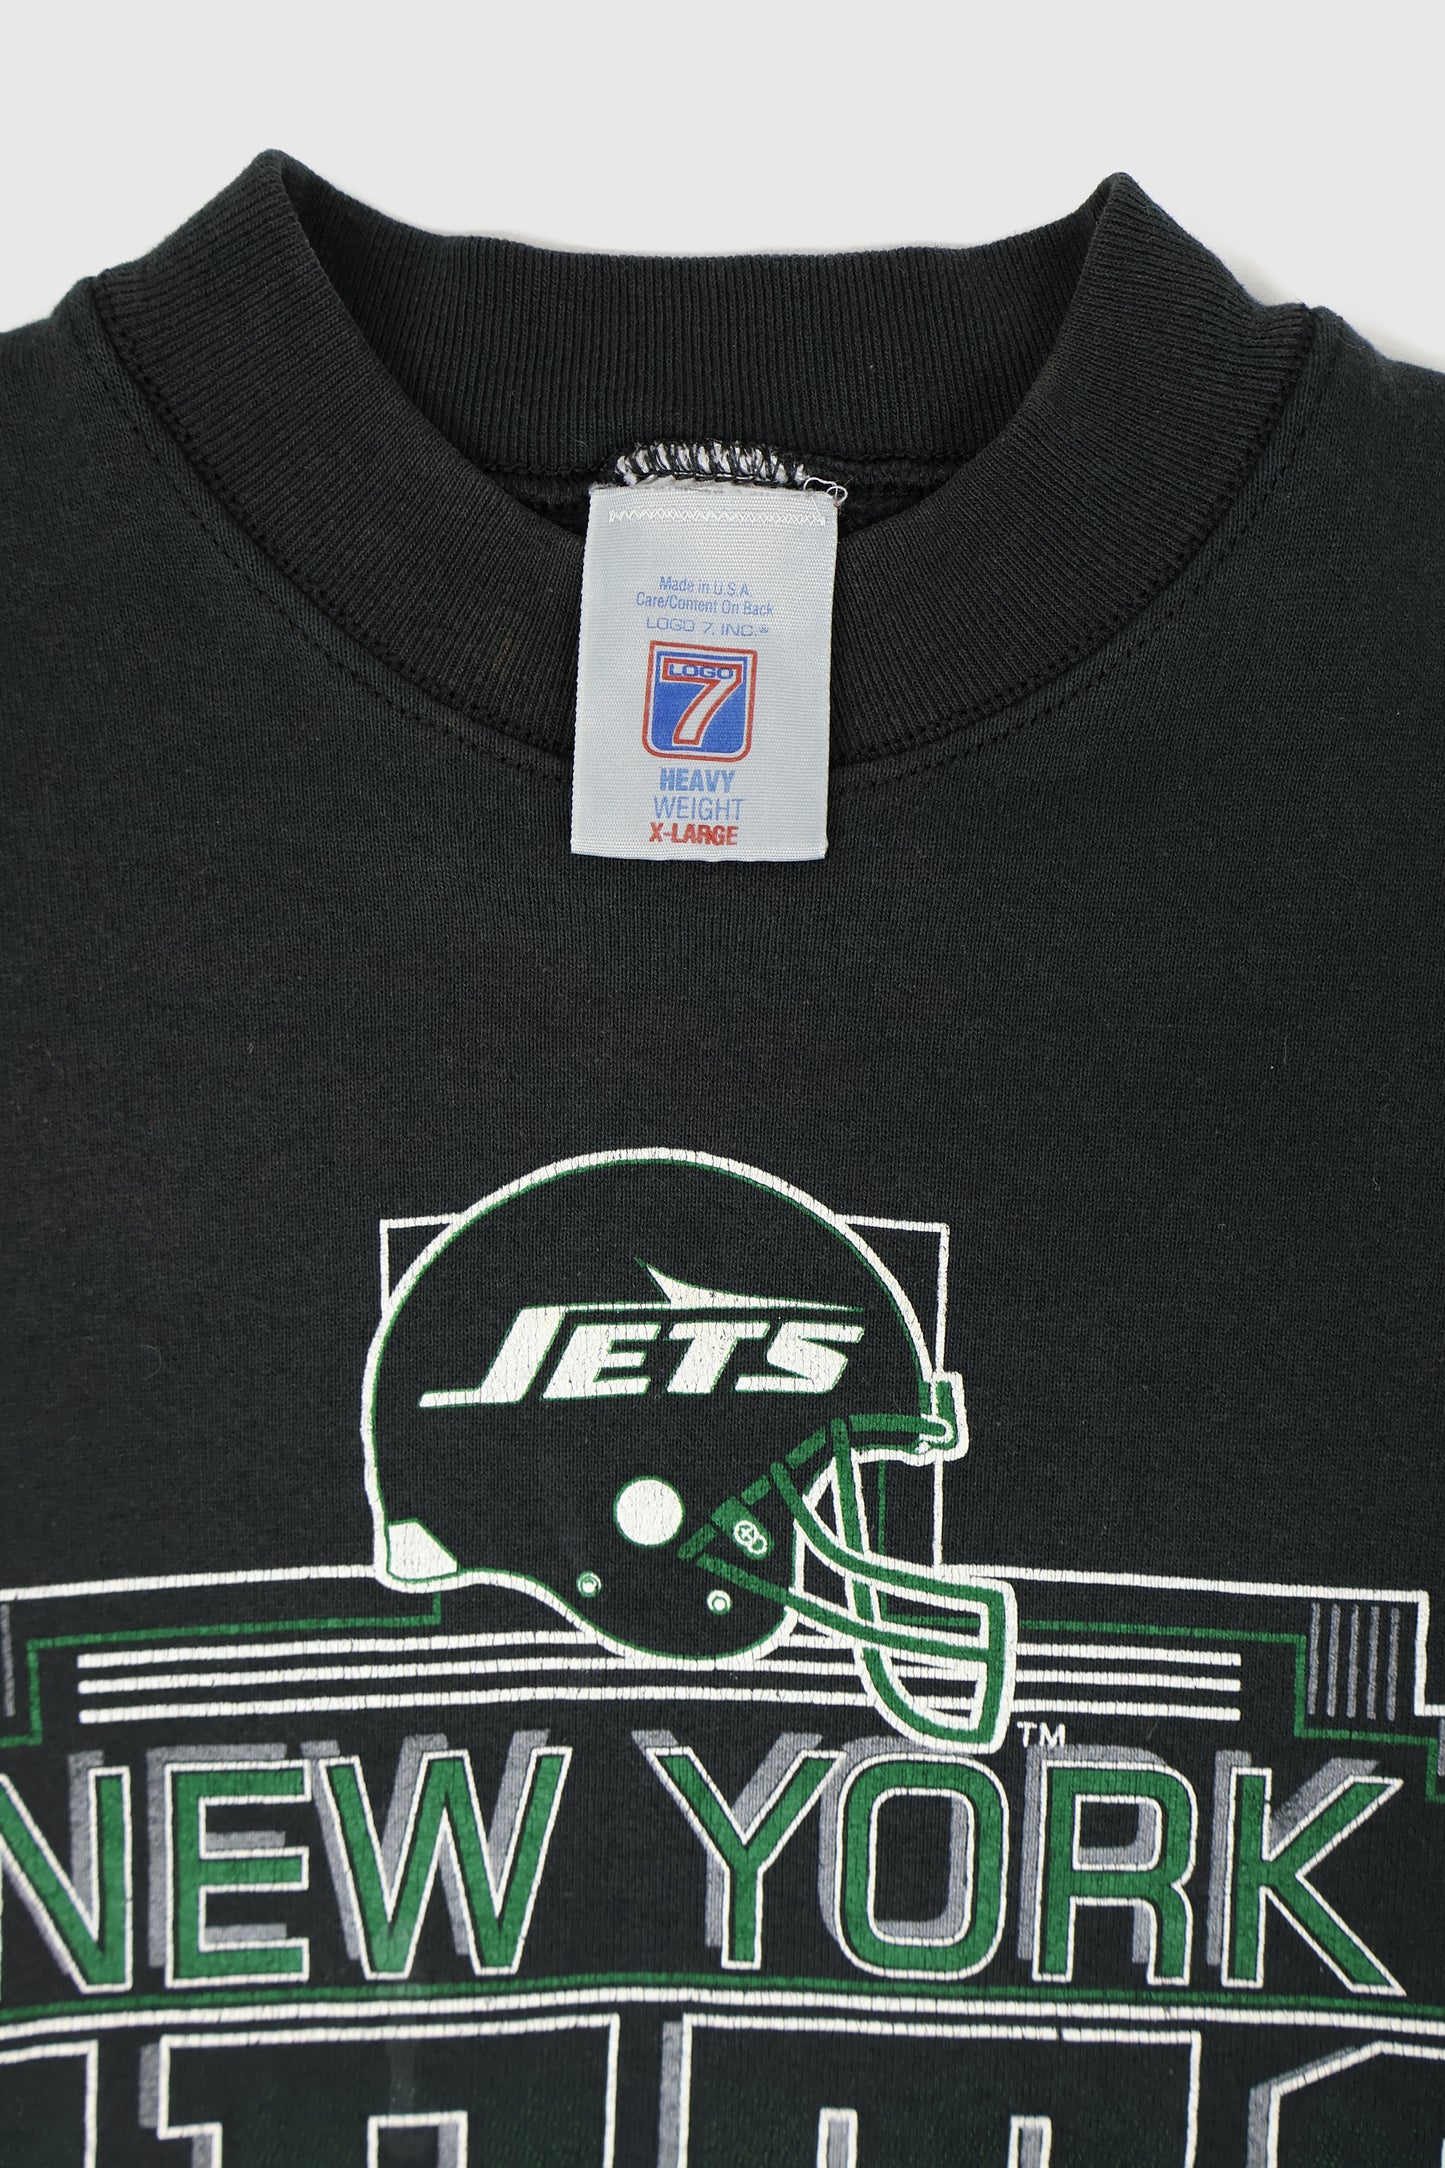 Made in U.S.A.
Care/Content On Back
LOGO 7, INC.®
LOGO
7
HEAVY
WEIGHT
X-LARGE
JETS
TM
NEW YORK